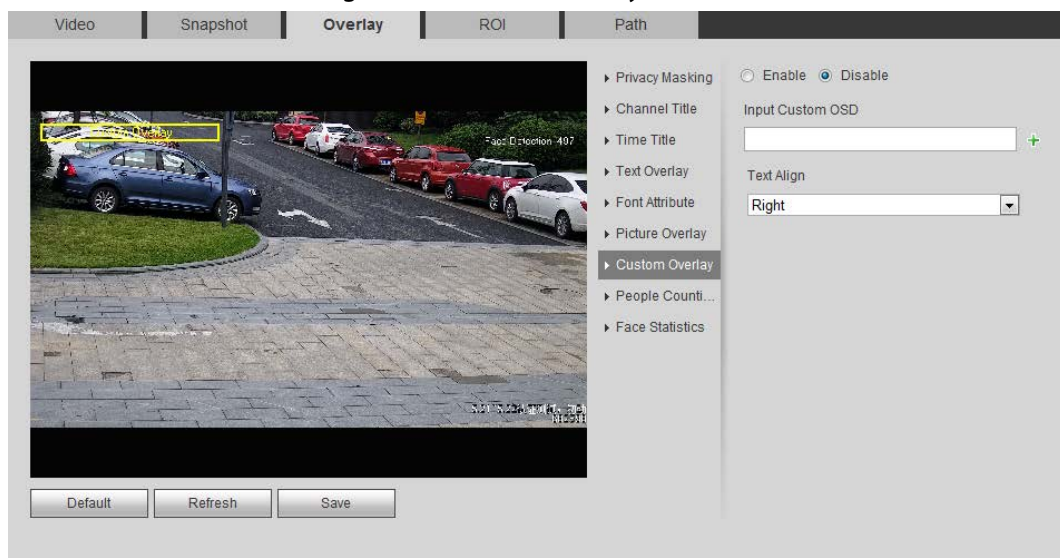 Video Snapshot Overlay ROI Path
Custom Overlay
Face Detection-407
Privacy Masking
Channel Title
Time Title
Text Overlay
Font Attribute
Picture Overlay
Custom Overlay
People Counti...
Face Statistics
Enable Disable
Input Custom OSD
Text Align
Right
Default Refresh Save